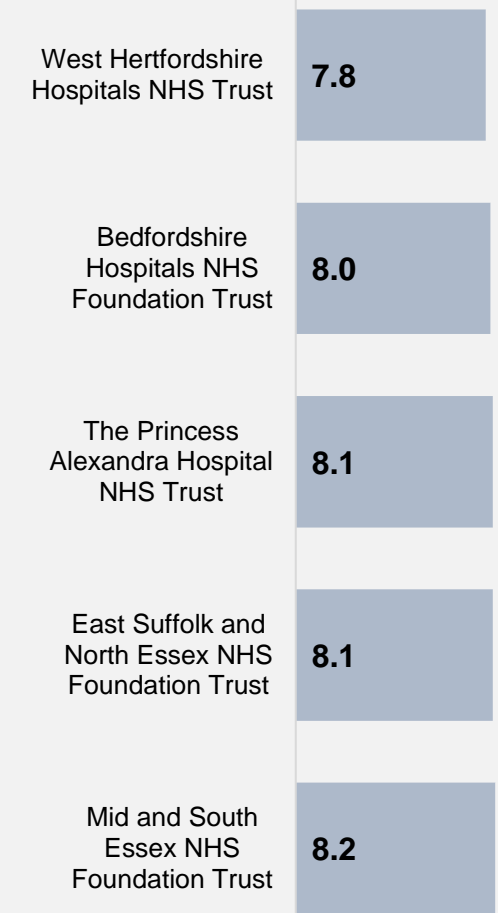 West Hertfordshire
Hospitals NHS Trust
7.8
Bedfordshire
Hospitals NHS
Foundation Trust
8.0
The Princess
Alexandra Hospital
NHS Trust
8.1
East Suffolk and
North Essex NHS
Foundation Trust
8.1
Mid and South
Essex NHS
Foundation Trust
8.2